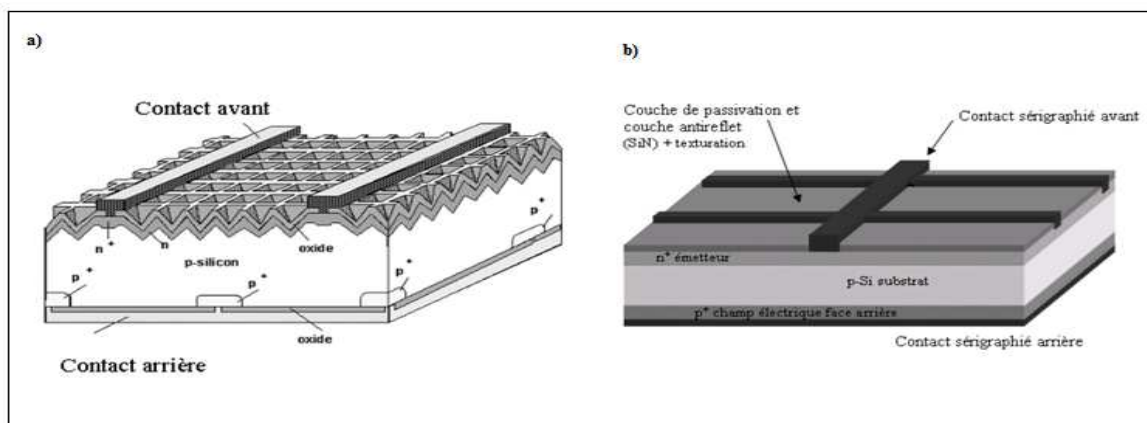 a)
Contact avant
n+
n
oxide
p-silicon
p+
p+
p+
p+
oxide
Contact arrière
b)
Couche de passivation et
couche antireflet
(SiN) + texturation
Contact sérigraphié avant
n+ émetteur
p-Si substrat
p+ champ électrique face arrière
Contact sérigraphié arrière